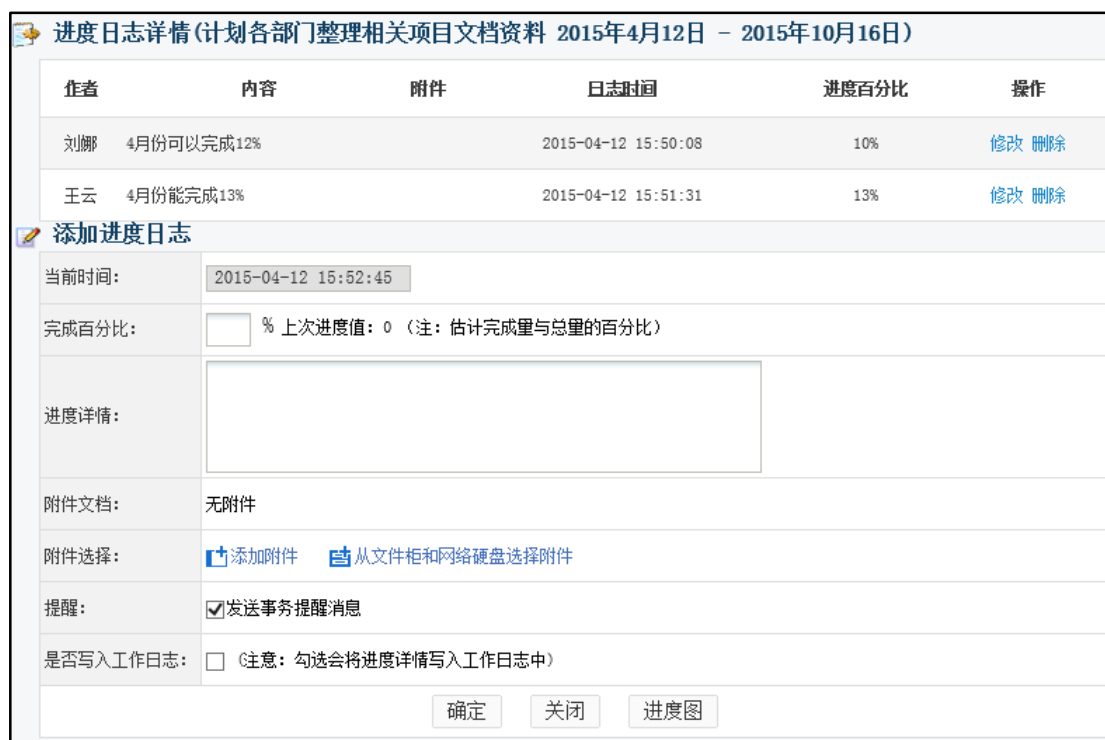 进度日志详情(计划各部门整理相关项目文档资料 2015年4月12日 - 2015年10月16日)
作者 内容 附件 日志时间 进度百分比 操作
刘娜 4月份可以完成12% 2015-04-12 15:50:08 10% 修改 删除
王云 4月份能完成13% 2015-04-12 15:51:31 13% 修改 删除
添加进度日志
当前时间: 2015-04-12 15:52:45
完成百分比: % 上次进度值: 0 (注: 估计完成量与总量的百分比)
进度详情:
附件文档: 无附件
附件选择: 添加附件 从文件柜和网络硬盘选择附件
提醒: 发送事务提醒消息
是否写入工作日志: (注意: 勾选会将进度详情写入工作日志中)
确定 关闭 进度图